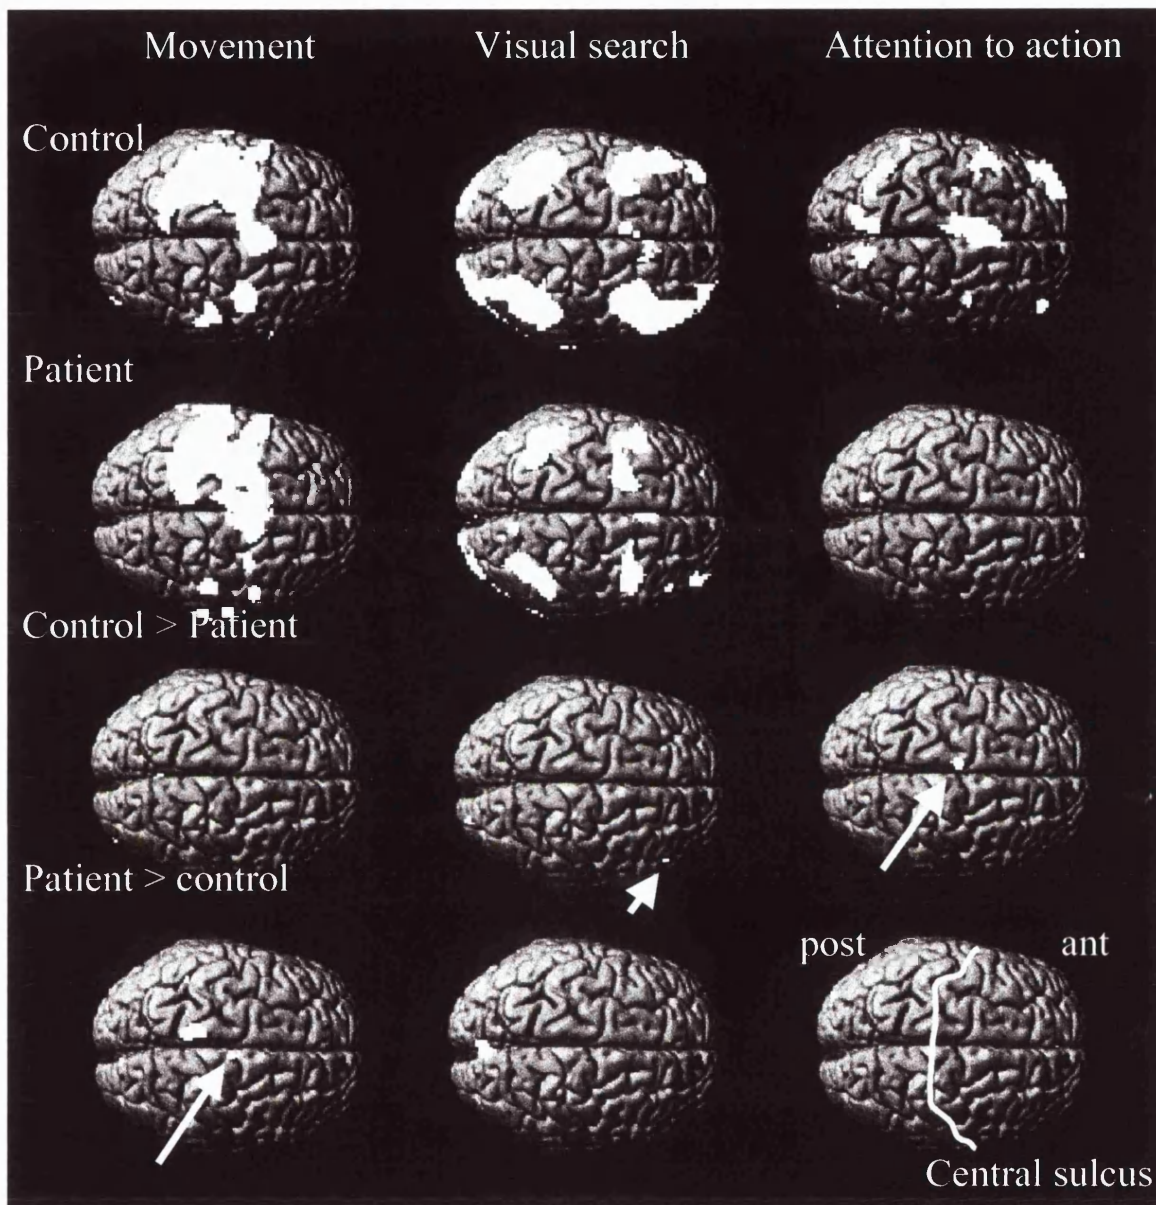 Movement Visual search Attention to action
Control
Patient
Control > Patient
Patient > control
post ant
Central sulcus